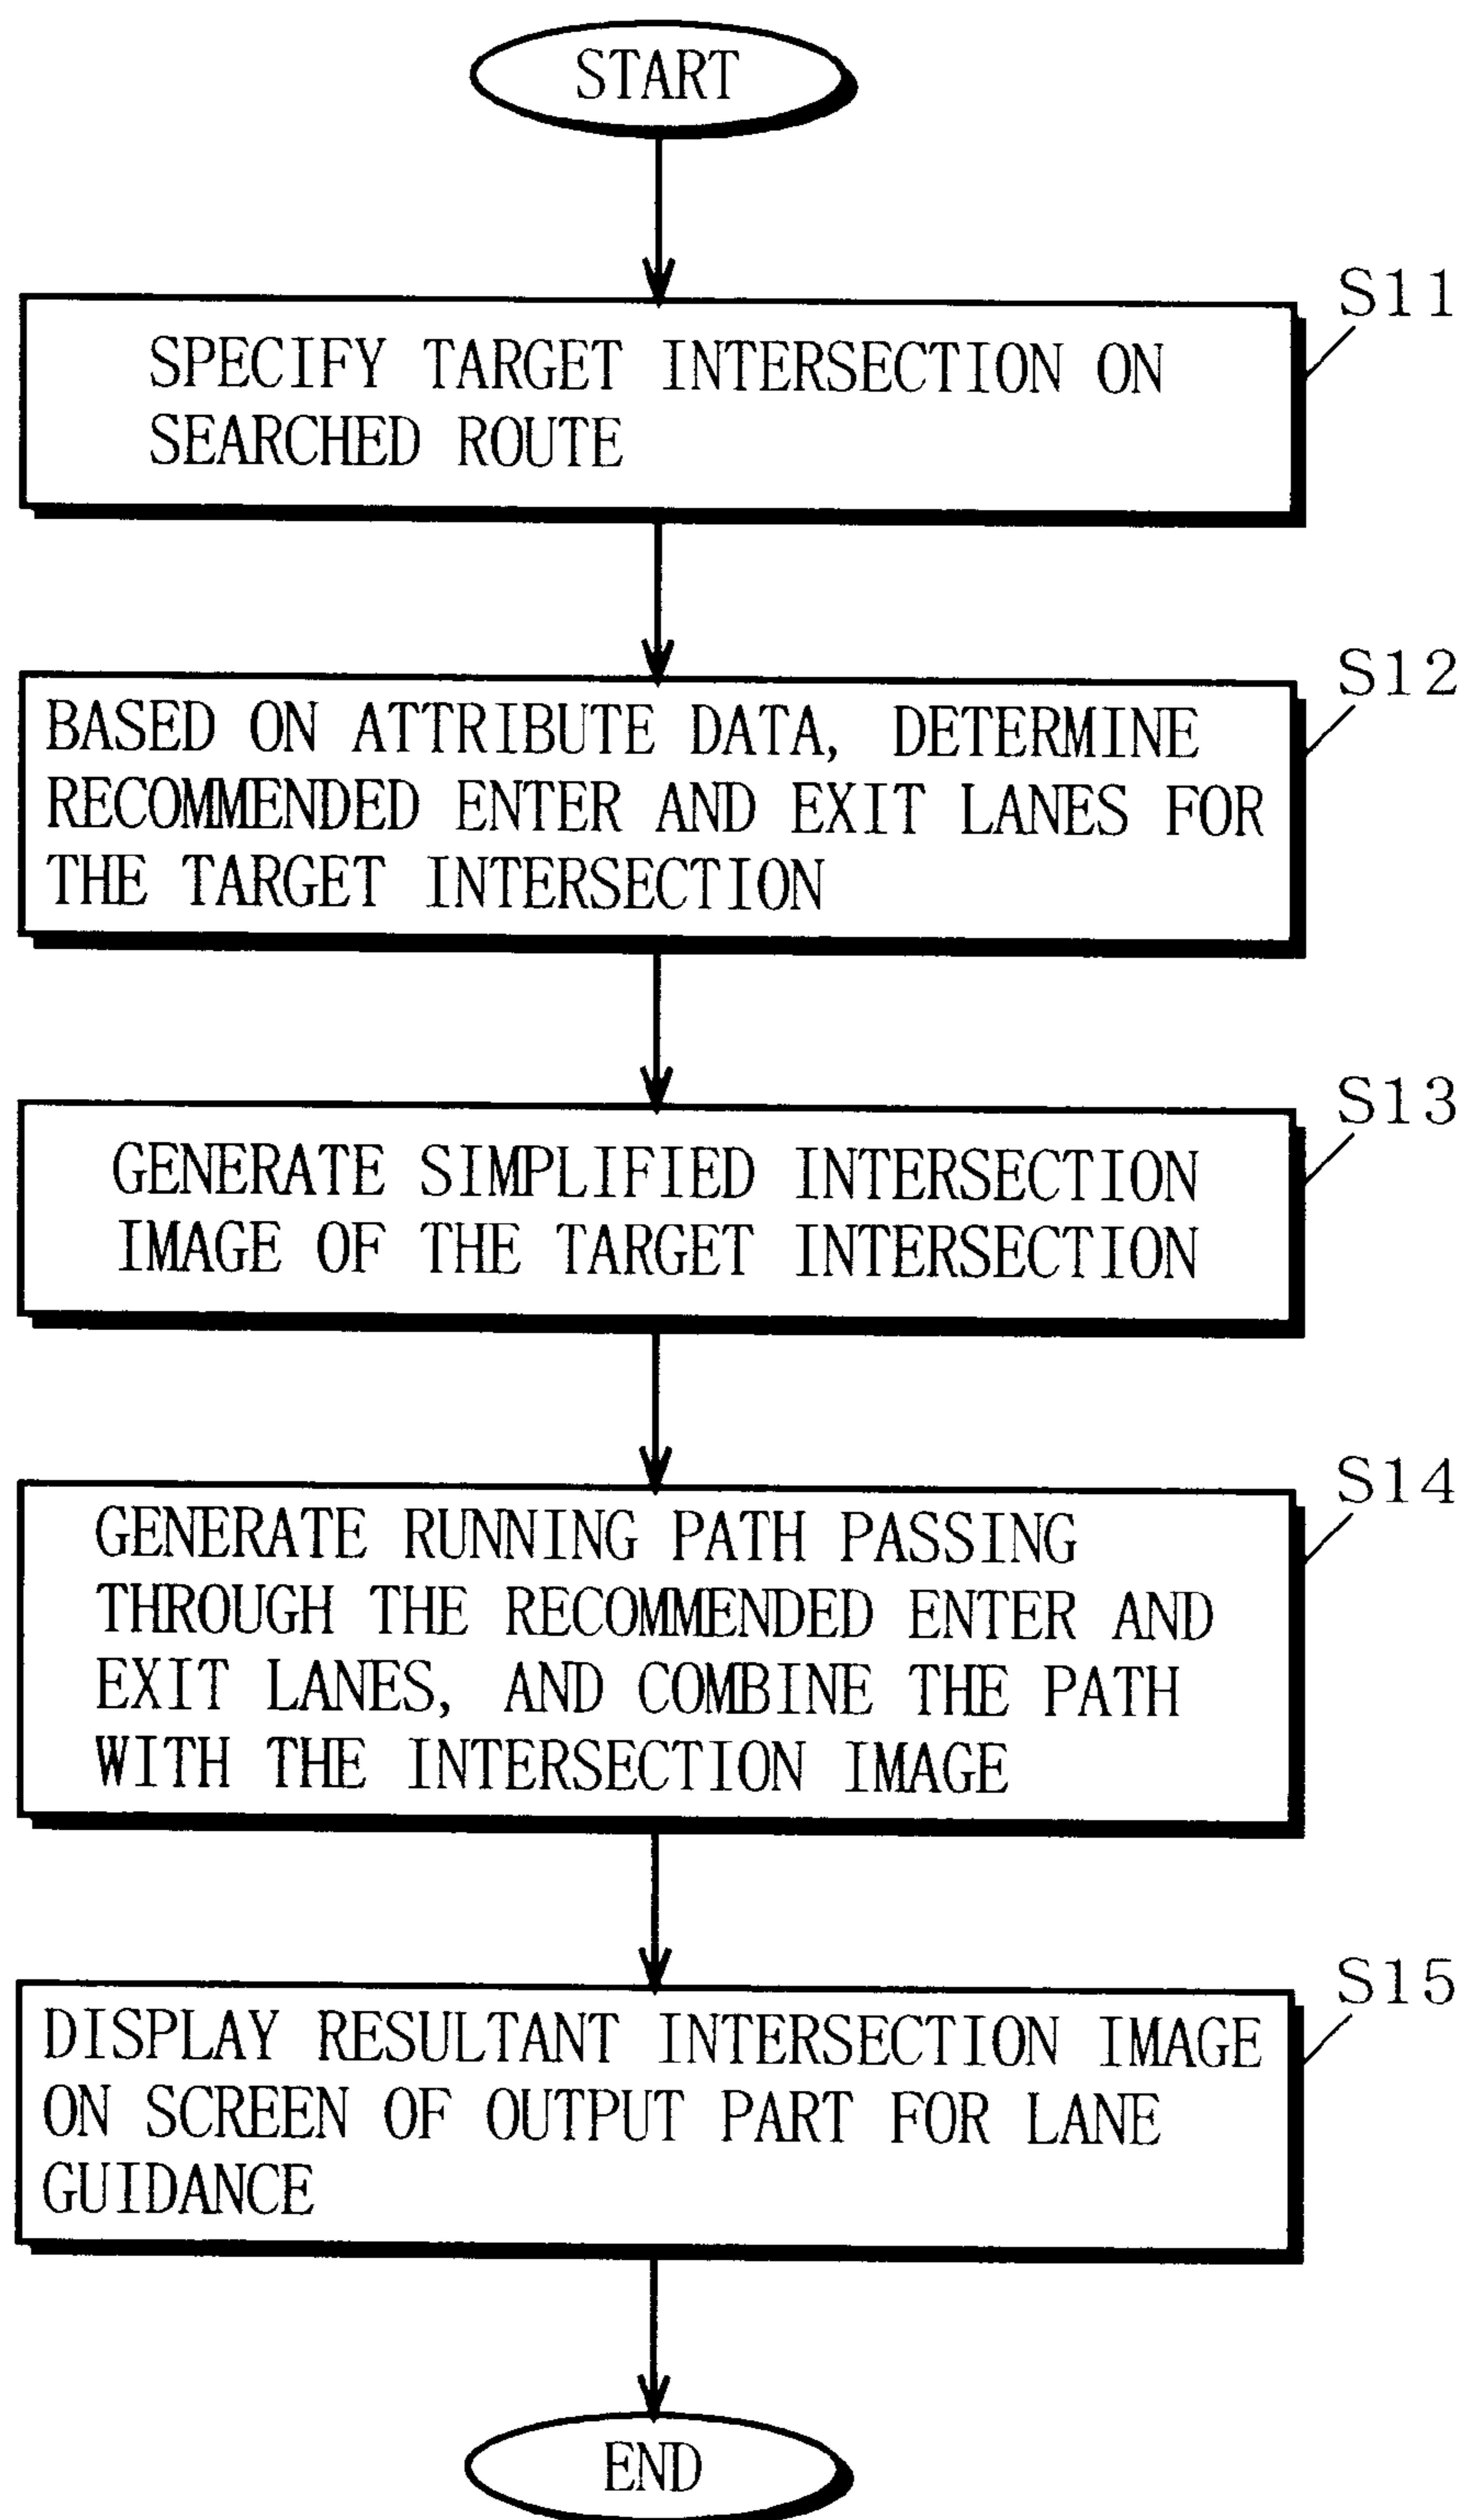 START
S11
SPECIFY TARGET INTERSECTION ON
SEARCHED ROUTE
S12
BASED ON ATTRIBUTE DATA, DETERMINE
RECOMMENDED ENTER AND EXIT LANES FOR
THE TARGET INTERSECTION
S13
GENERATE SIMPLIFIED INTERSECTION
IMAGE OF THE TARGET INTERSECTION
S14
GENERATE RUNNING PATH PASSING
THROUGH THE RECOMMENDED ENTER AND
EXIT LANES, AND COMBINE THE PATH
WITH THE INTERSECTION IMAGE
S15
DISPLAY RESULTANT INTERSECTION IMAGE
ON SCREEN OF OUTPUT PART FOR LANE
GUIDANCE
END